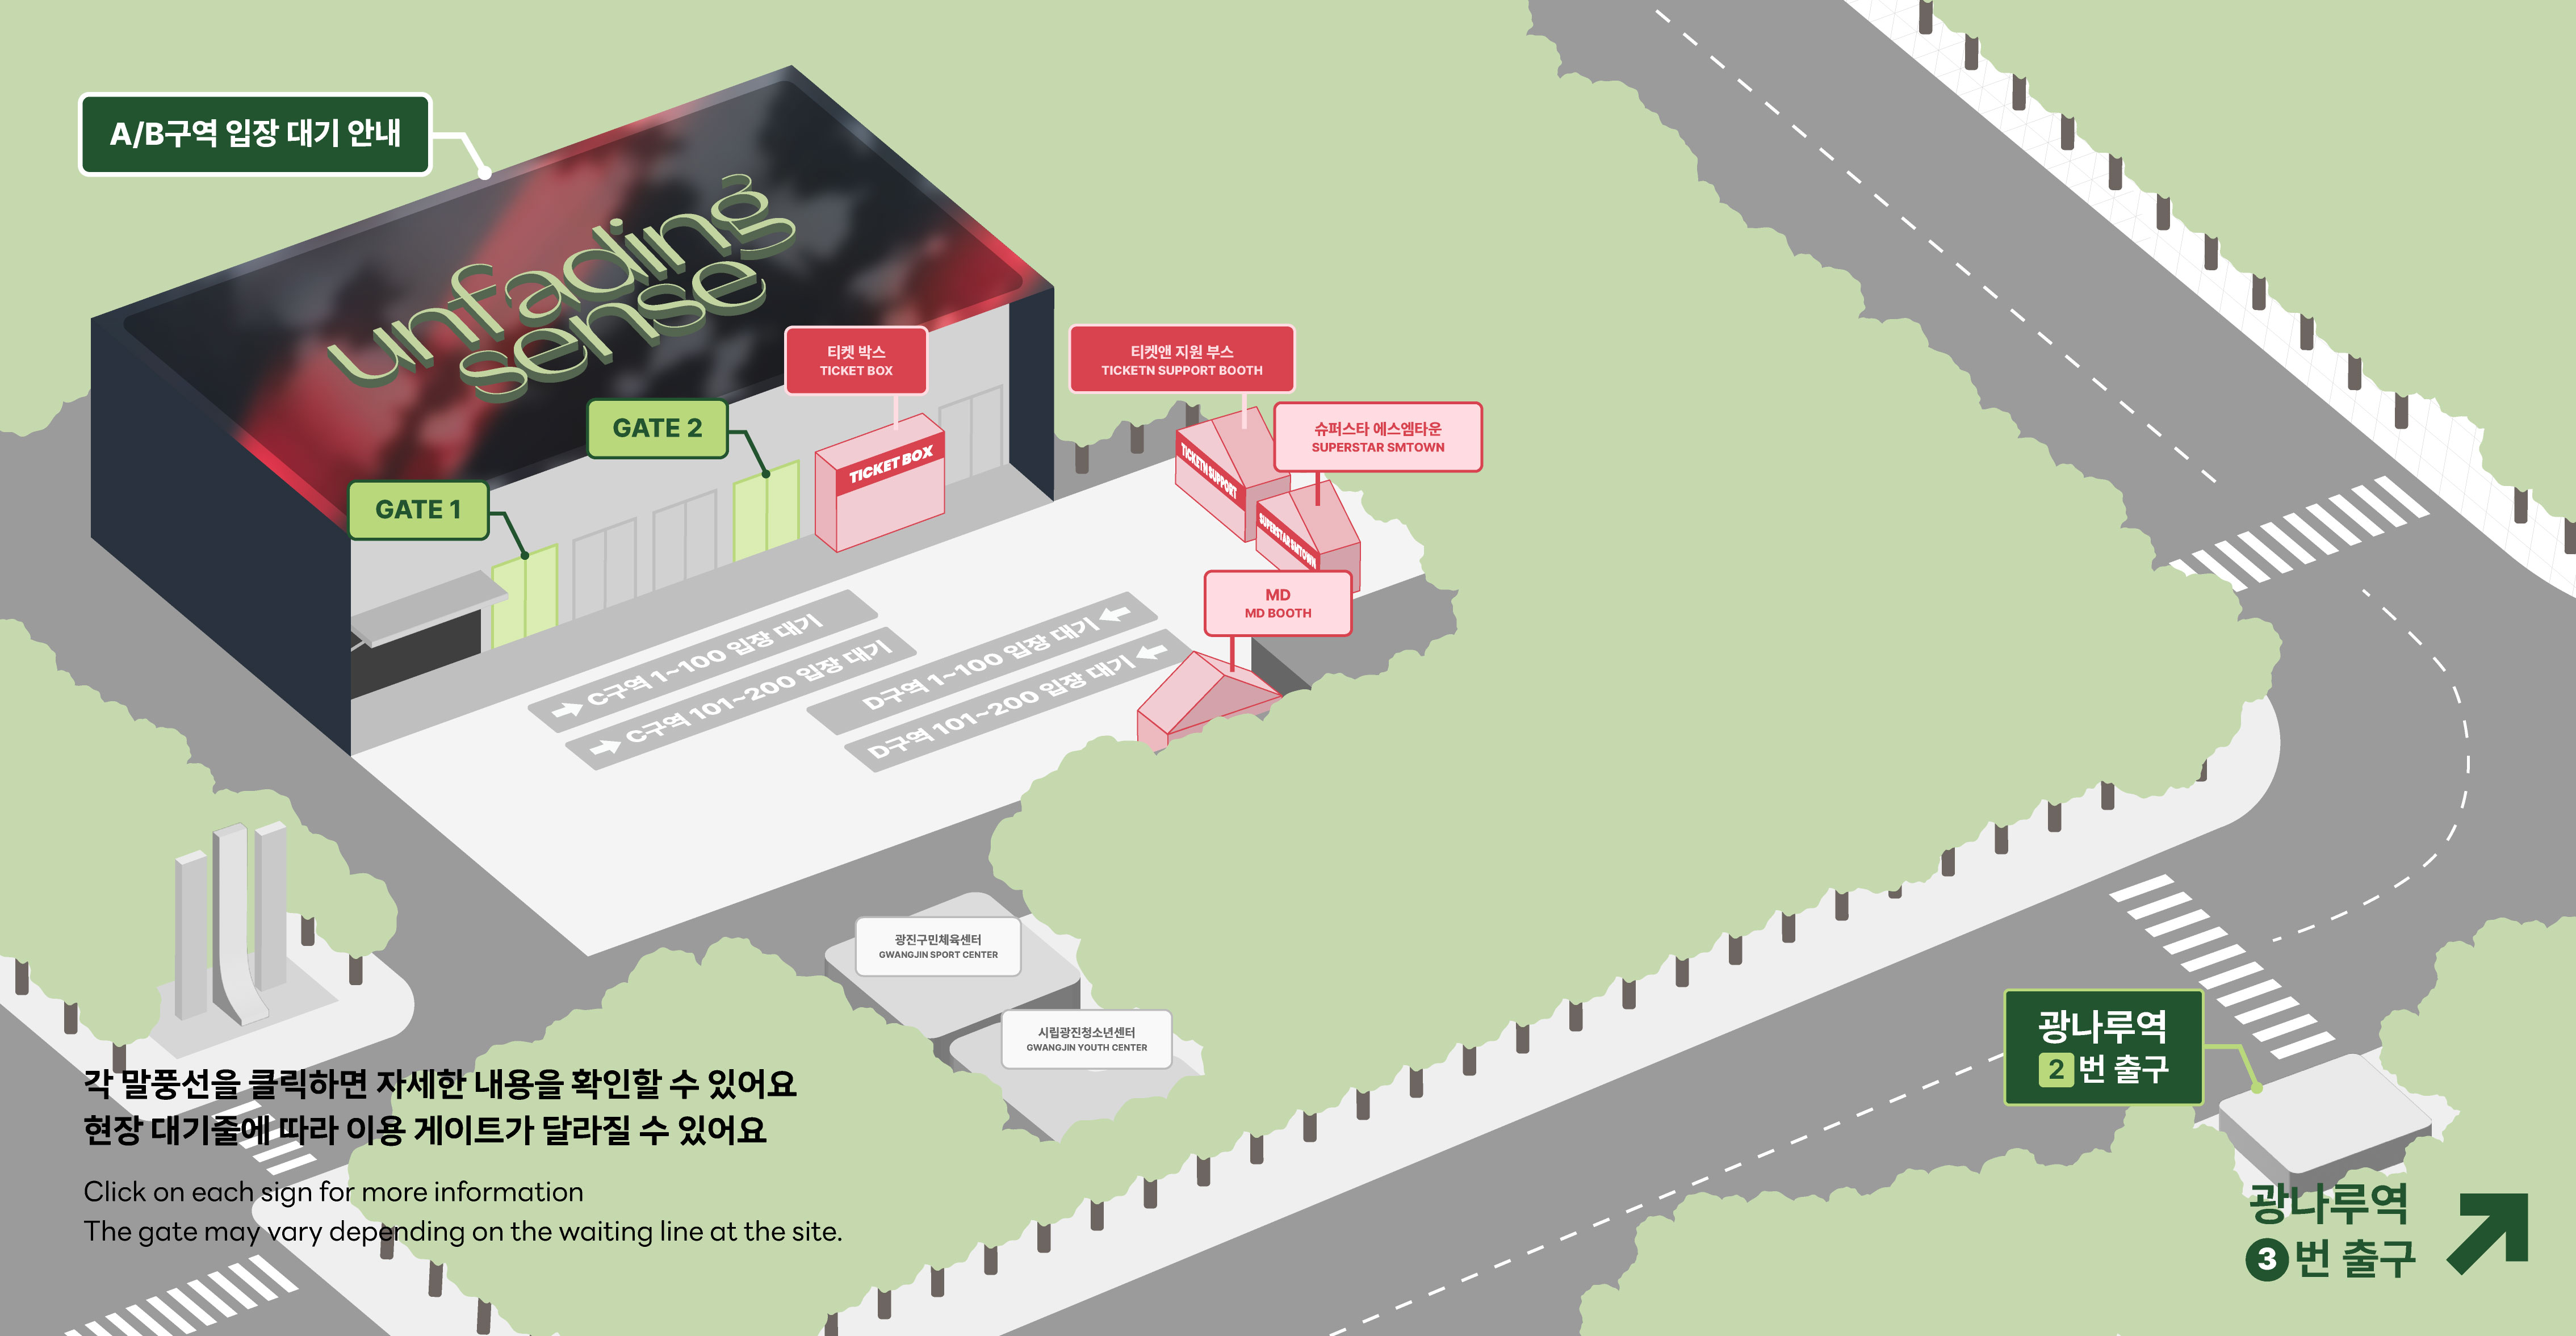 A/B구역 입장 대기 안내
unfading
sense
티켓 박스
TICKET BOX
티켓앤 지원 부스
TICKETN SUPPORT BOOTH
GATE 2
슈퍼스타 에스엠타운
SUPERSTAR SMTOWN
TICKET BOX
TICKETN SUPPORT
GATE 1
SUPERSTAR SMTOWN
MD
MD BOOTH
C구역 1~100 입장 대기
C구역 101~200 입장 대기
D구역 1~100 입장 대기
D구역 101~200 입장 대기
광진구민체육센터
GWANGJIN SPORT CENTER
시립광진청소년센터
GWANGJIN YOUTH CENTER
광나루역
2번 출구
각 말풍선을 클릭하면 자세한 내용을 확인할 수 있어요
현장 대기줄에 따라 이용 게이트가 달라질 수 있어요
Click on each sign for more information
The gate may vary depending on the waiting line at the site.
광나루역
3번 출구